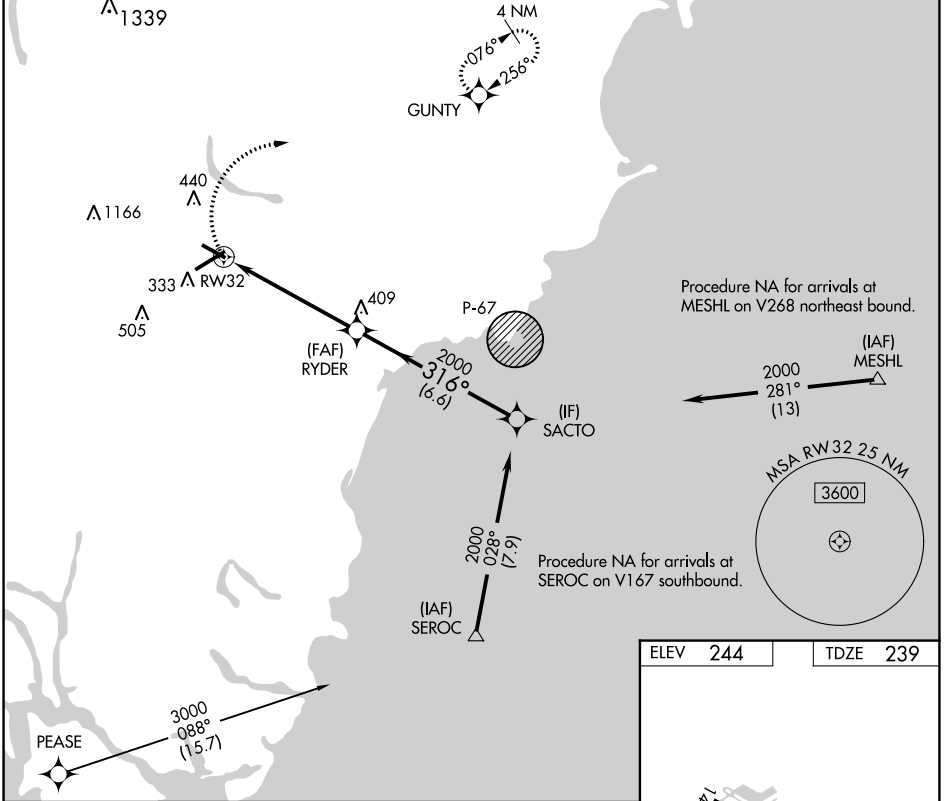 1339
4 NM
076°
256°
GUNTY
440
1166
333
RW32
505
409
(FAF)
RYDER
P-67
2000
316°
(6.6)
(IF)
SACTO
Procedure NA for arrivals at
MESHL on V268 northeast bound.
(IAF)
MESHL
2000
281°
(13)
MSA RW32 25 NM
3600
2000
028°
(7.9)
Procedure NA for arrivals at
SEROC on V167 southbound.
(IAF)
SEROC
3000
088°
(15.7)
PEASE
ELEV 244
TDZE 239